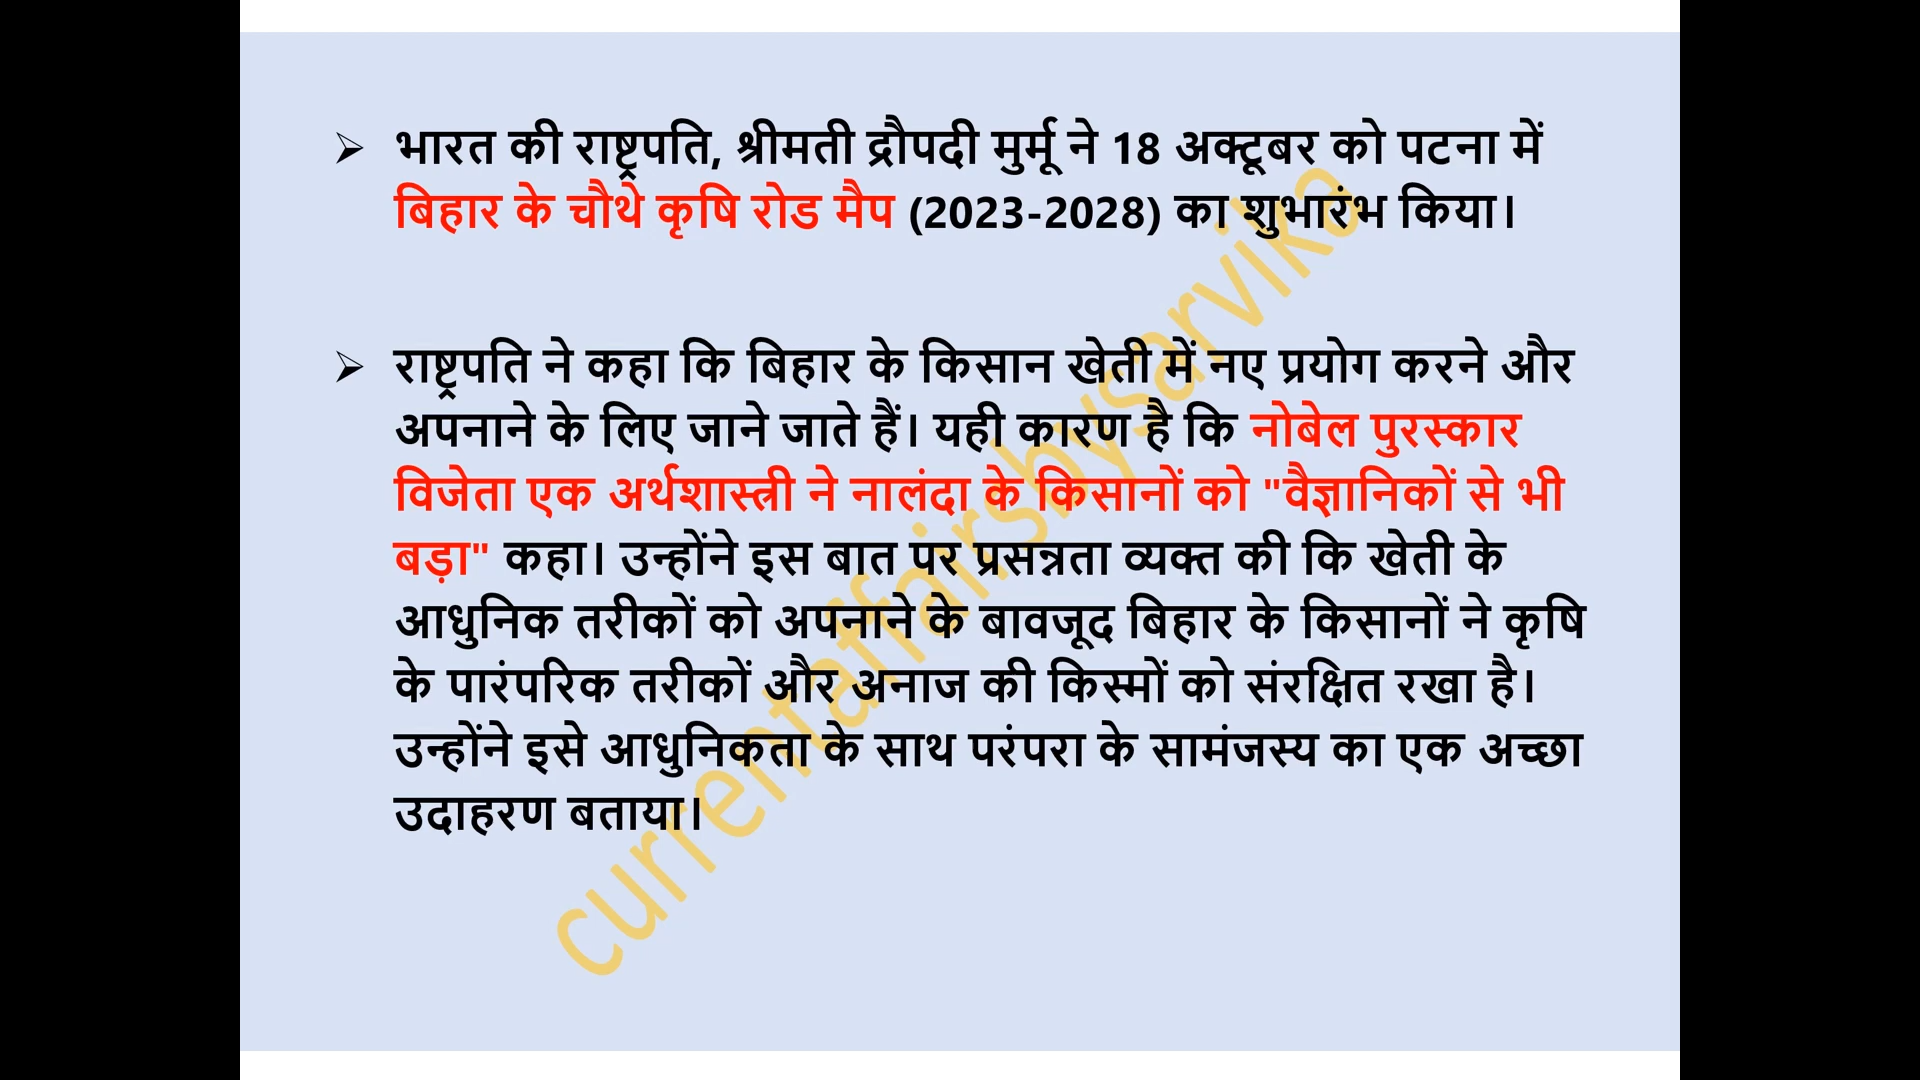 ➢ भारत की राष्ट्रपति, श्रीमती द्रौपदी मुर्मू ने 18 अक्टूबर को पटना में
बिहार के चौथे कृषि रोड मैप (2023-2028) का शुभारंभ किया।
➢ राष्ट्रपति ने कहा कि बिहार के किसान खेती में नए प्रयोग करने और
अपनाने के लिए जाने जाते हैं। यही कारण है कि नोबेल पुरस्कार
विजेता एक अर्थशास्त्री ने नालंदा के किसानों को "वैज्ञानिकों से भी
बड़ा" कहा। उन्होंने इस बात पर प्रसन्नता व्यक्त की कि खेती के
आधुनिक तरीकों को अपनाने के बावजूद बिहार के किसानों ने कृषि
के पारंपरिक तरीकों और अनाज की किस्मों को संरक्षित रखा है।
उन्होंने इसे आधुनिकता के साथ परंपरा के सामंजस्य का एक अच्छा
उदाहरण बताया।
currentaffairsbysarvika